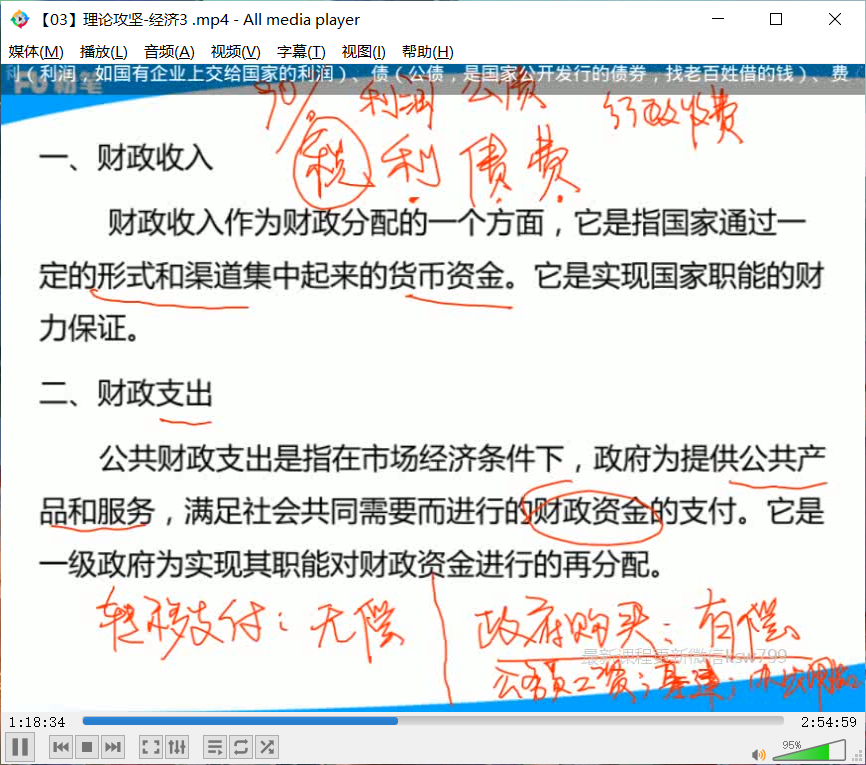 【03】理论攻坚-经济3 .mp4 - All media player
媒体(M) 播放(L) 音频(A) 视频(V) 字幕(T) 视图(I) 帮助(H)
利（利润，如国有企业上交给国家的利润）、债（公债，是国家公开发行的债券，找老百姓借的钱）、费
粉笔
90% 利润 公债 行政收费
税 利 债 费
一、财政收入
财政收入作为财政分配的一个方面，它是指国家通过一
定的形式和渠道集中起来的货币资金。它是实现国家职能的财
力保证。
二、财政支出
公共财政支出是指在市场经济条件下，政府为提供公共产
品和服务，满足社会共同需要而进行的财政资金的支付。它是
一级政府为实现其职能对财政资金进行的再分配。
转移支付：无偿
政府购买：有偿
最新课程更新微信
公务员工资；基建；办公用品
1:18:34
2:54:59
95%